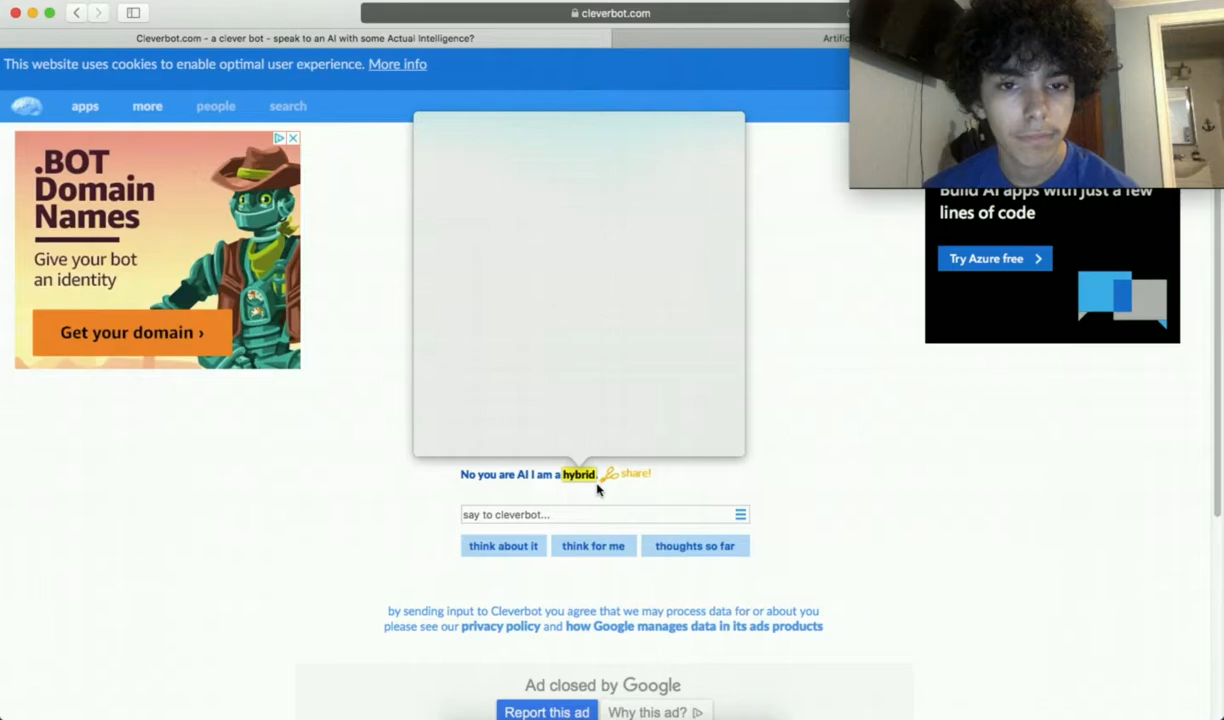 cleverbot.com
Cleverbot.com - a clever bot - speak to an AI with some Actual Intelligence?
Artific
This website uses cookies to enable optimal user experience. More info
apps more people search
.BOT
Domain
Names
Give your bot
an identity
Get your domain ›
Build AI apps with just a few
lines of code
Try Azure free
No you are AI I am a hybrid. share!
say to cleverbot...
think about it think for me thoughts so far
by sending input to Cleverbot you agree that we may process data for or about you
please see our privacy policy and how Google manages data in its ads products
Ad closed by Google
Report this ad Why this ad?